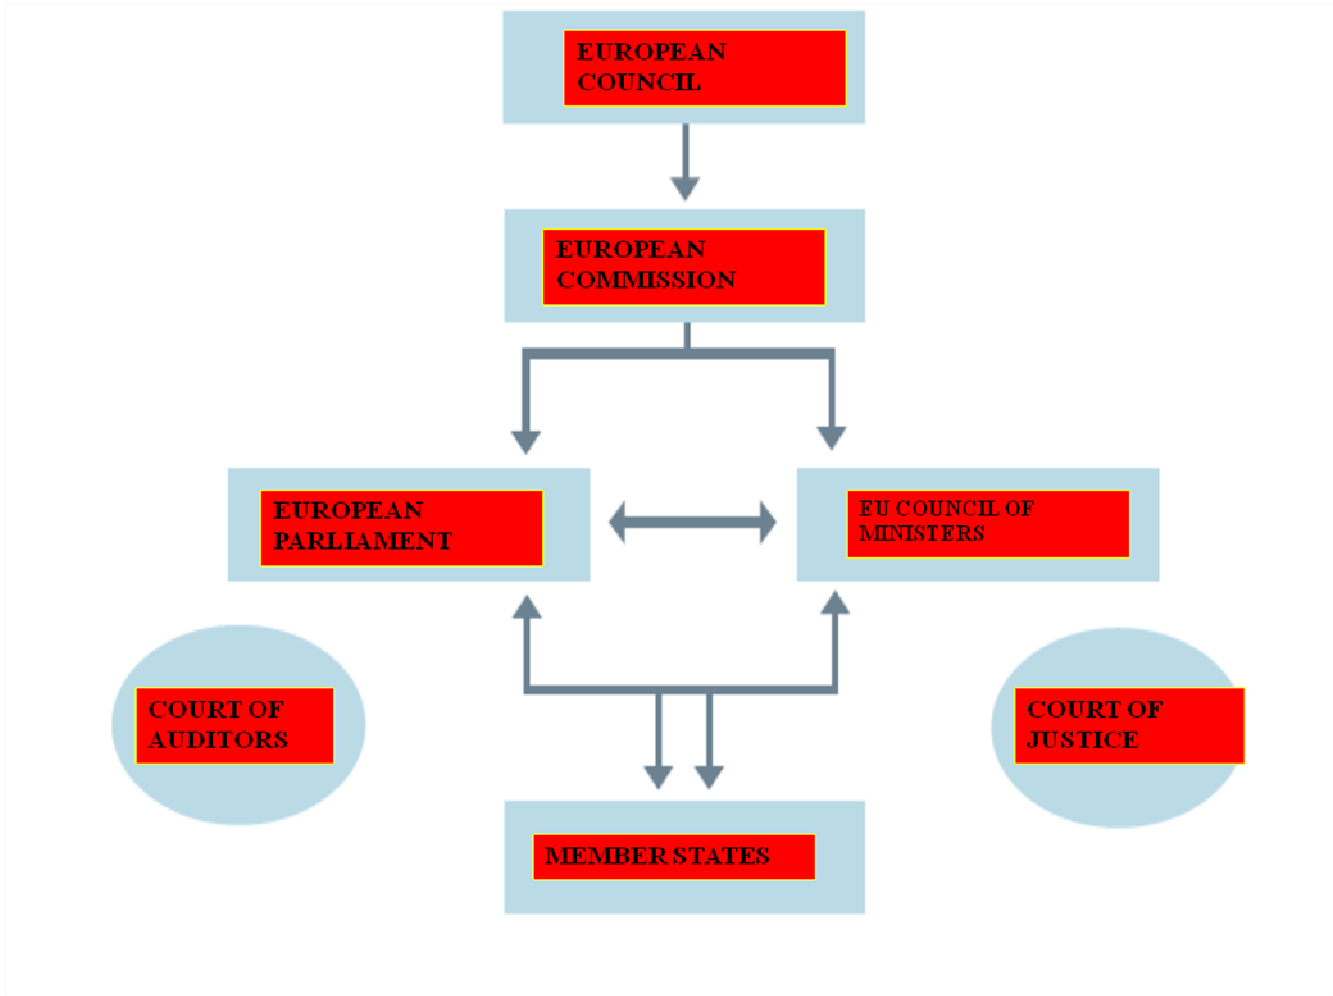 EUROPEAN
COUNCIL
EUROPEAN
COMMISSION
EUROPEAN
PARLIAMENT
EU COUNCIL OF
MINISTERS
COURT OF
AUDITORS
COURT OF
JUSTICE
MEMBER STATES